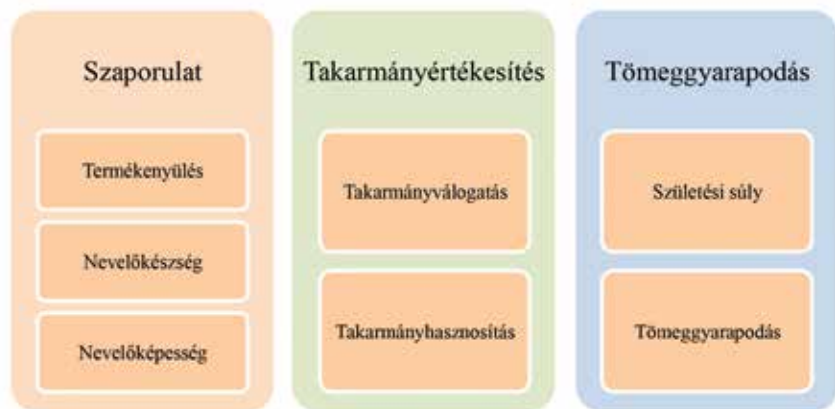 Szaporulat
Termékenyülés
Nevelőkészség
Nevelőképesség
Takarmányértékesítés
Takarmányválogatás
Takarmányhasznosítás
Tömeggyarapodás
Születési súly
Tömeggyarapodás